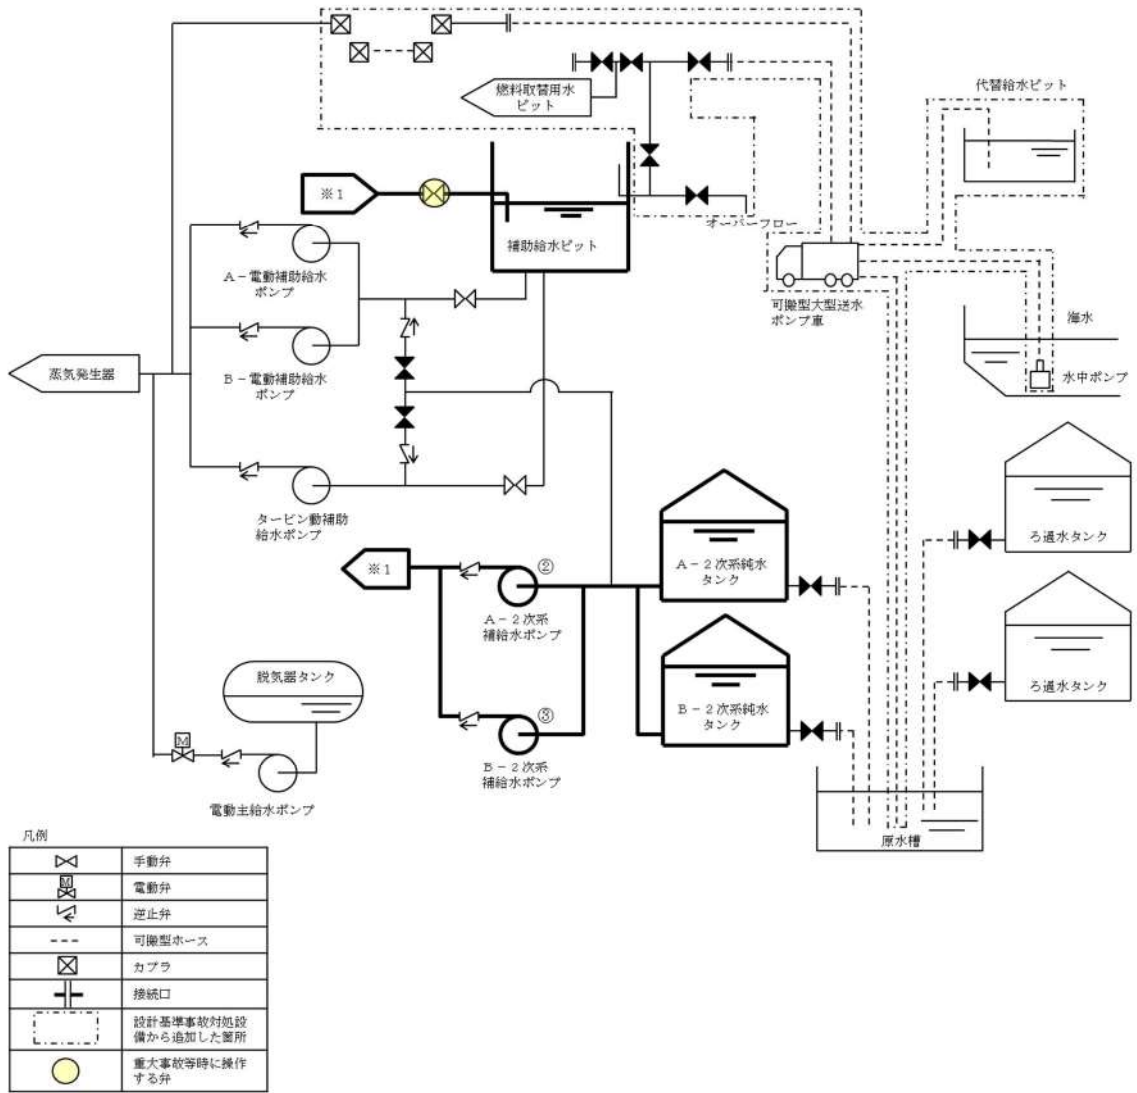 代替給水ピット
燃料取替用水
ピット
※1
補助給水ピット
オーバーフロー
A-電動補助給水
ポンプ
可搬型大型送水
ポンプ車
海水
水中ポンプ
蒸気発生器
B-電動補助給水
ポンプ
タービン動補助
給水ポンプ
ろ過水タンク
※1
②
A-2次系
補給水ポンプ
A-2次系純水
タンク
ろ過水タンク
脱気器タンク
③
B-2次系
補給水ポンプ
B-2次系純水
タンク
M
電動主給水ポンプ
原水槽
凡例
手動弁
M
電動弁
逆止弁
可搬型ホース
カプラ
接続口
設計基準事故対処設
備から追加した箇所
重大事故等時に操作
する弁